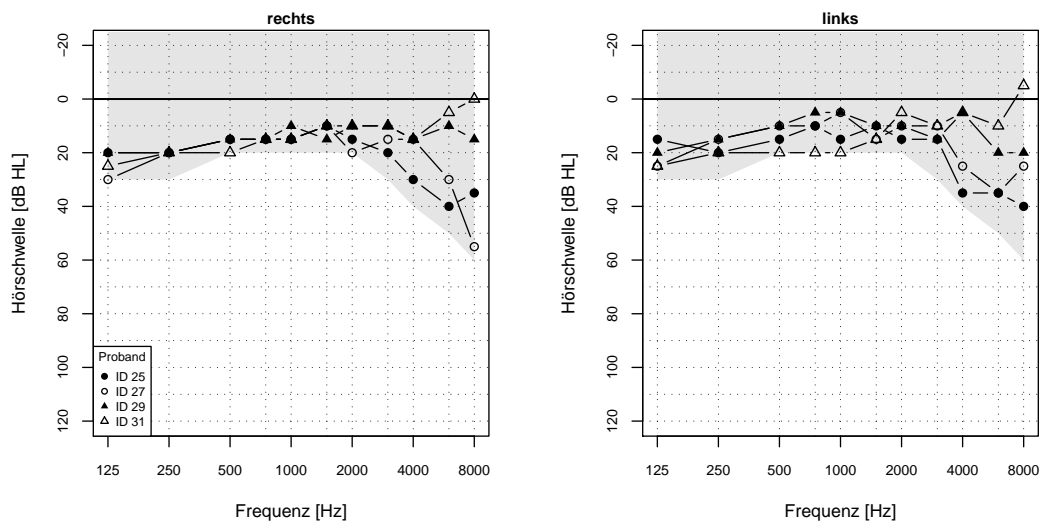 rechts
Hörschwelle [dB HL]
−20
0
20
40
60
80
100
120
Proband
ID 25
ID 27
ID 29
ID 31
125 250 500 1000 2000 4000 8000
Frequenz [Hz]
links
Hörschwelle [dB HL]
−20
0
20
40
60
80
100
120
125 250 500 1000 2000 4000 8000
Frequenz [Hz]